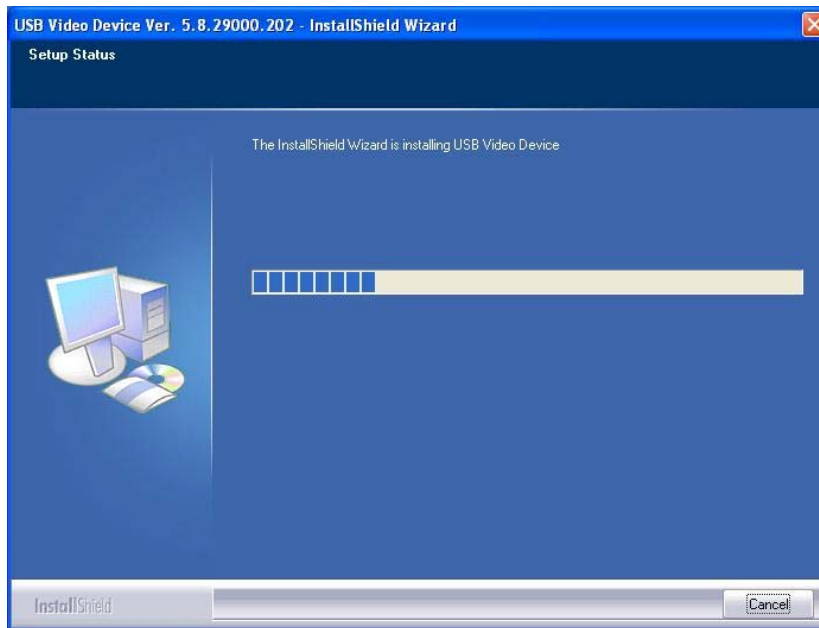 USB Video Device Ver. 5.8.29000.202 - InstallShield Wizard
Setup Status
The InstallShield Wizard is installing USB Video Device
InstallShield
Cancel